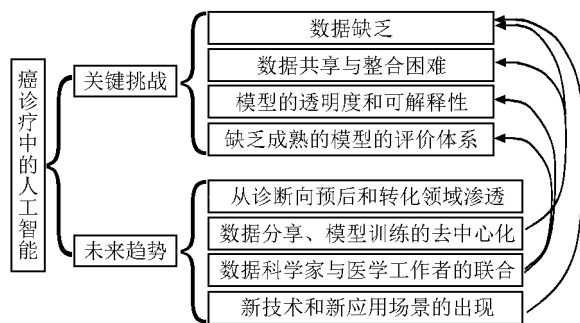 癌诊疗中的人工智能
关键挑战
数据缺乏
数据共享与整合困难
模型的透明度和可解释性
缺乏成熟的模型的评价体系
未来趋势
从诊断向预后和转化领域渗透
数据分享、模型训练的去中心化
数据科学家与医学工作者的联合
新技术和新应用场景的出现